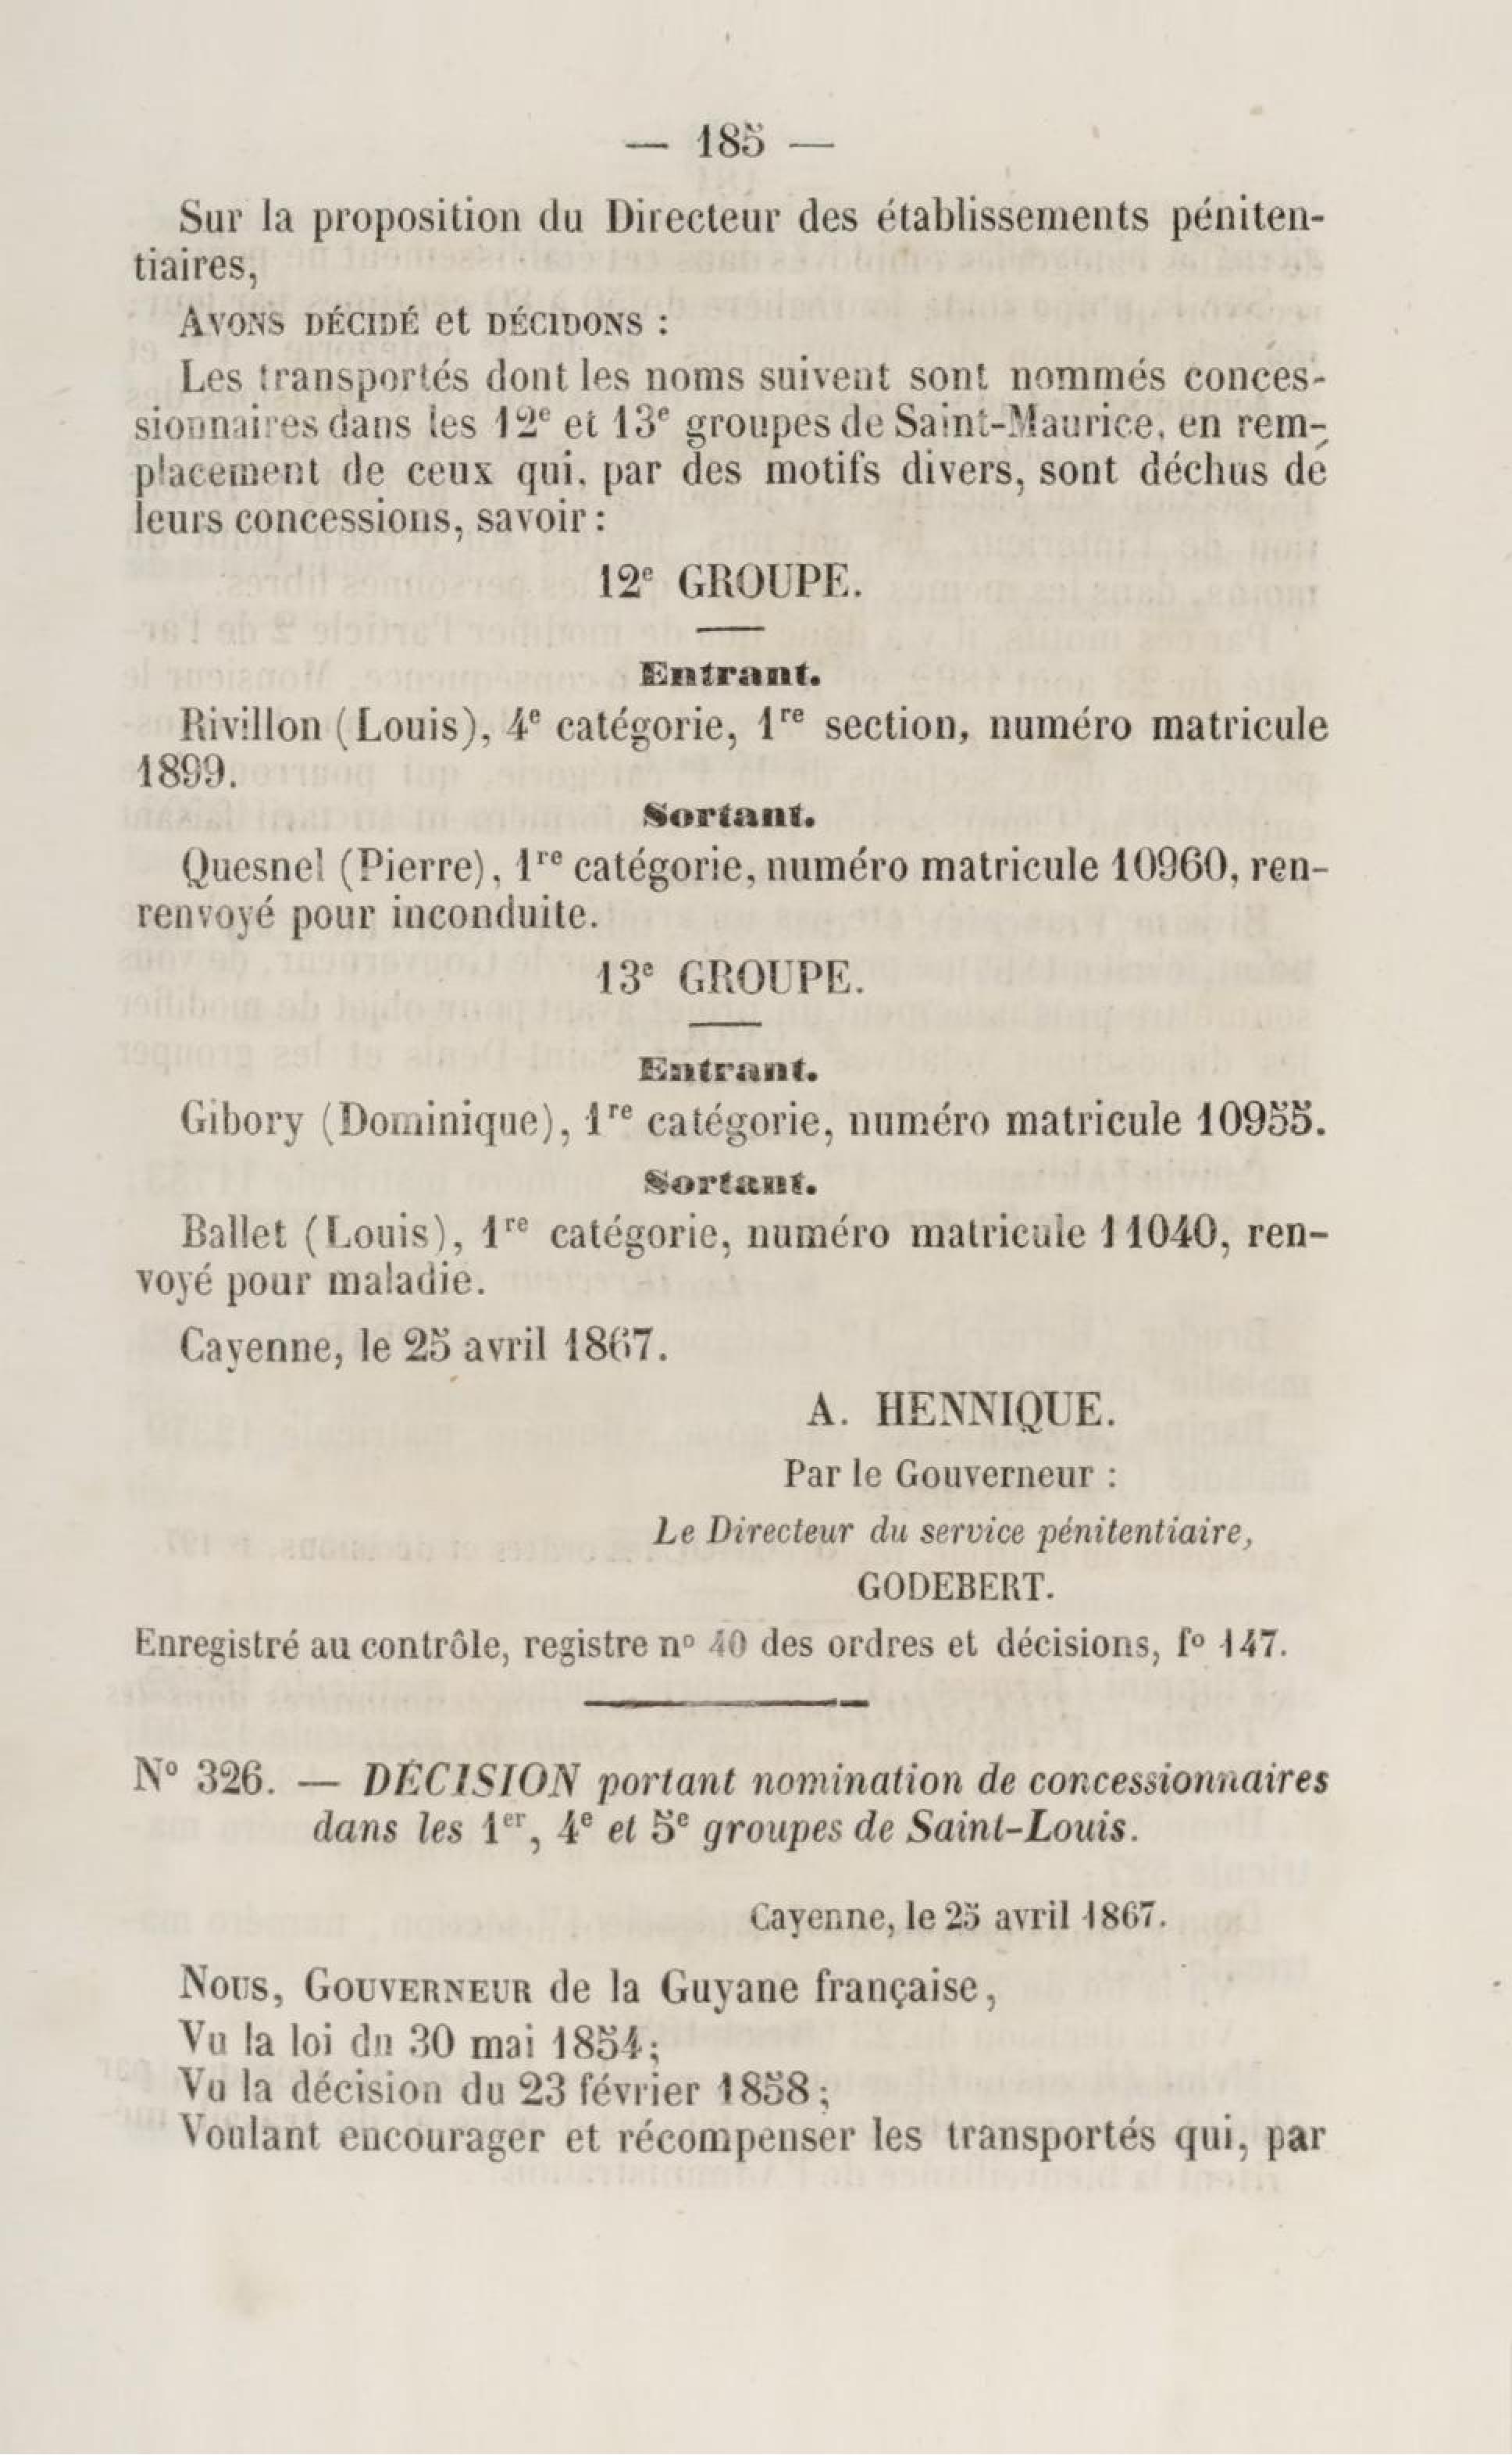 — 185 —
Sur la proposition du Directeur des établissements péniten-
tiaires,
AVONS DÉCIDÉ et DÉCIDONS :
Les transportés dont les noms suivent sont nommés conces-
sionnaires dans les 12e et 13e groupes de Saint-Maurice, en rem-
placement de ceux qui, par des motifs divers, sont déchus de
leurs concessions, savoir :
12e GROUPE.
Entrant.
Rivillon (Louis), 4e catégorie, 1re section, numéro matricule
1899.
Sortant.
Quesnel (Pierre), 1re catégorie, numéro matricule 10960, ren-
renvoyé pour inconduite.
13e GROUPE.
Entrant.
Gibory (Dominique), 1re catégorie, numéro matricule 10955.
Sortant.
Ballet (Louis), 1re catégorie, numéro matricule 11040, ren-
voyé pour maladie.
Cayenne, le 25 avril 1867.
A. HENNIQUE.
Par le Gouverneur :
Le Directeur du service pénitentiaire,
GODEBERT.
Enregistré au contrôle, registre no 40 des ordres et décisions, fo 147.
No 326. — DÉCISION portant nomination de concessionnaires
dans les 1er, 4e et 5e groupes de Saint-Louis.
Cayenne, le 25 avril 1867.
NOUS, GOUVERNEUR de la Guyane française,
Vu la loi du 30 mai 1854;
Vu la décision du 23 février 1858;
Voulant encourager et récompenser les transportés qui, par